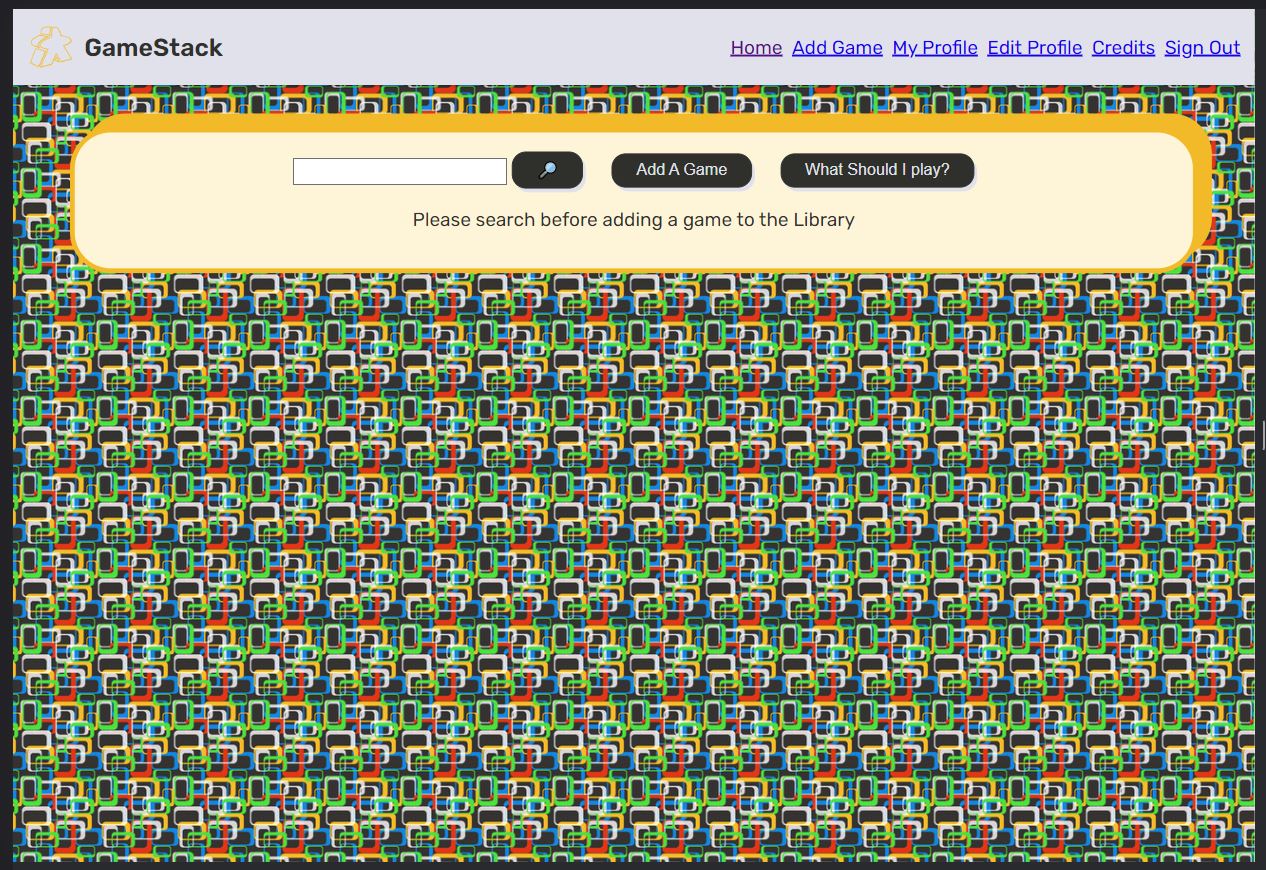 GameStack
Home Add Game My Profile Edit Profile Credits Sign Out
Add A Game What Should I play?
Please search before adding a game to the Library